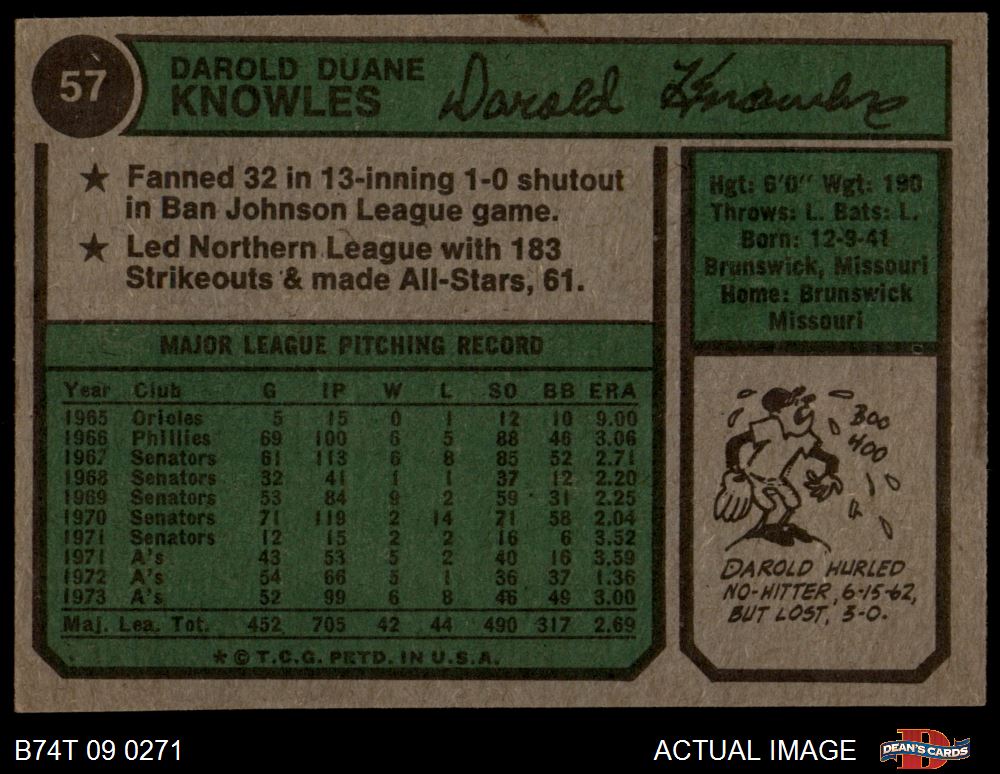 57
DAROLD DUANE
KNOWLES
Darold Knowles
★ Fanned 32 in 13-inning 1-0 shutout
in Ban Johnson League game.
★ Led Northern League with 183
Strikeouts & made All-Stars, 61.
Hgt: 6'0" Wgt: 190
Throws: L. Bats: L.
Born: 12-9-41
Brunswick, Missouri
Home: Brunswick
Missouri
MAJOR LEAGUE PITCHING RECORD
Year Club G IP W L SO BB ERA
1965 Orioles 5 15 0 1 12 10 9.00
1966 Phillies 69 100 6 5 88 46 3.06
1967 Senators 61 113 6 8 85 52 2.71
1968 Senators 32 41 1 1 37 12 2.20
1969 Senators 53 84 9 2 59 31 2.25
1970 Senators 71 119 2 14 71 58 2.04
1971 Senators 12 15 2 2 16 6 3.52
1971 A's 43 53 5 2 40 16 3.59
1972 A's 54 66 5 1 36 37 1.36
1973 A's 52 99 6 8 46 49 3.00
Maj. Lea. Tot. 452 705 42 44 490 317 2.69
* © T.C.G. PRTD. IN U.S.A.
BOO
HOO
DAROLD HURLED
NO-HITTER, 6-15-62,
BUT LOST, 3-0.
B74T 09 0271
ACTUAL IMAGE
DEAN'S CARDS